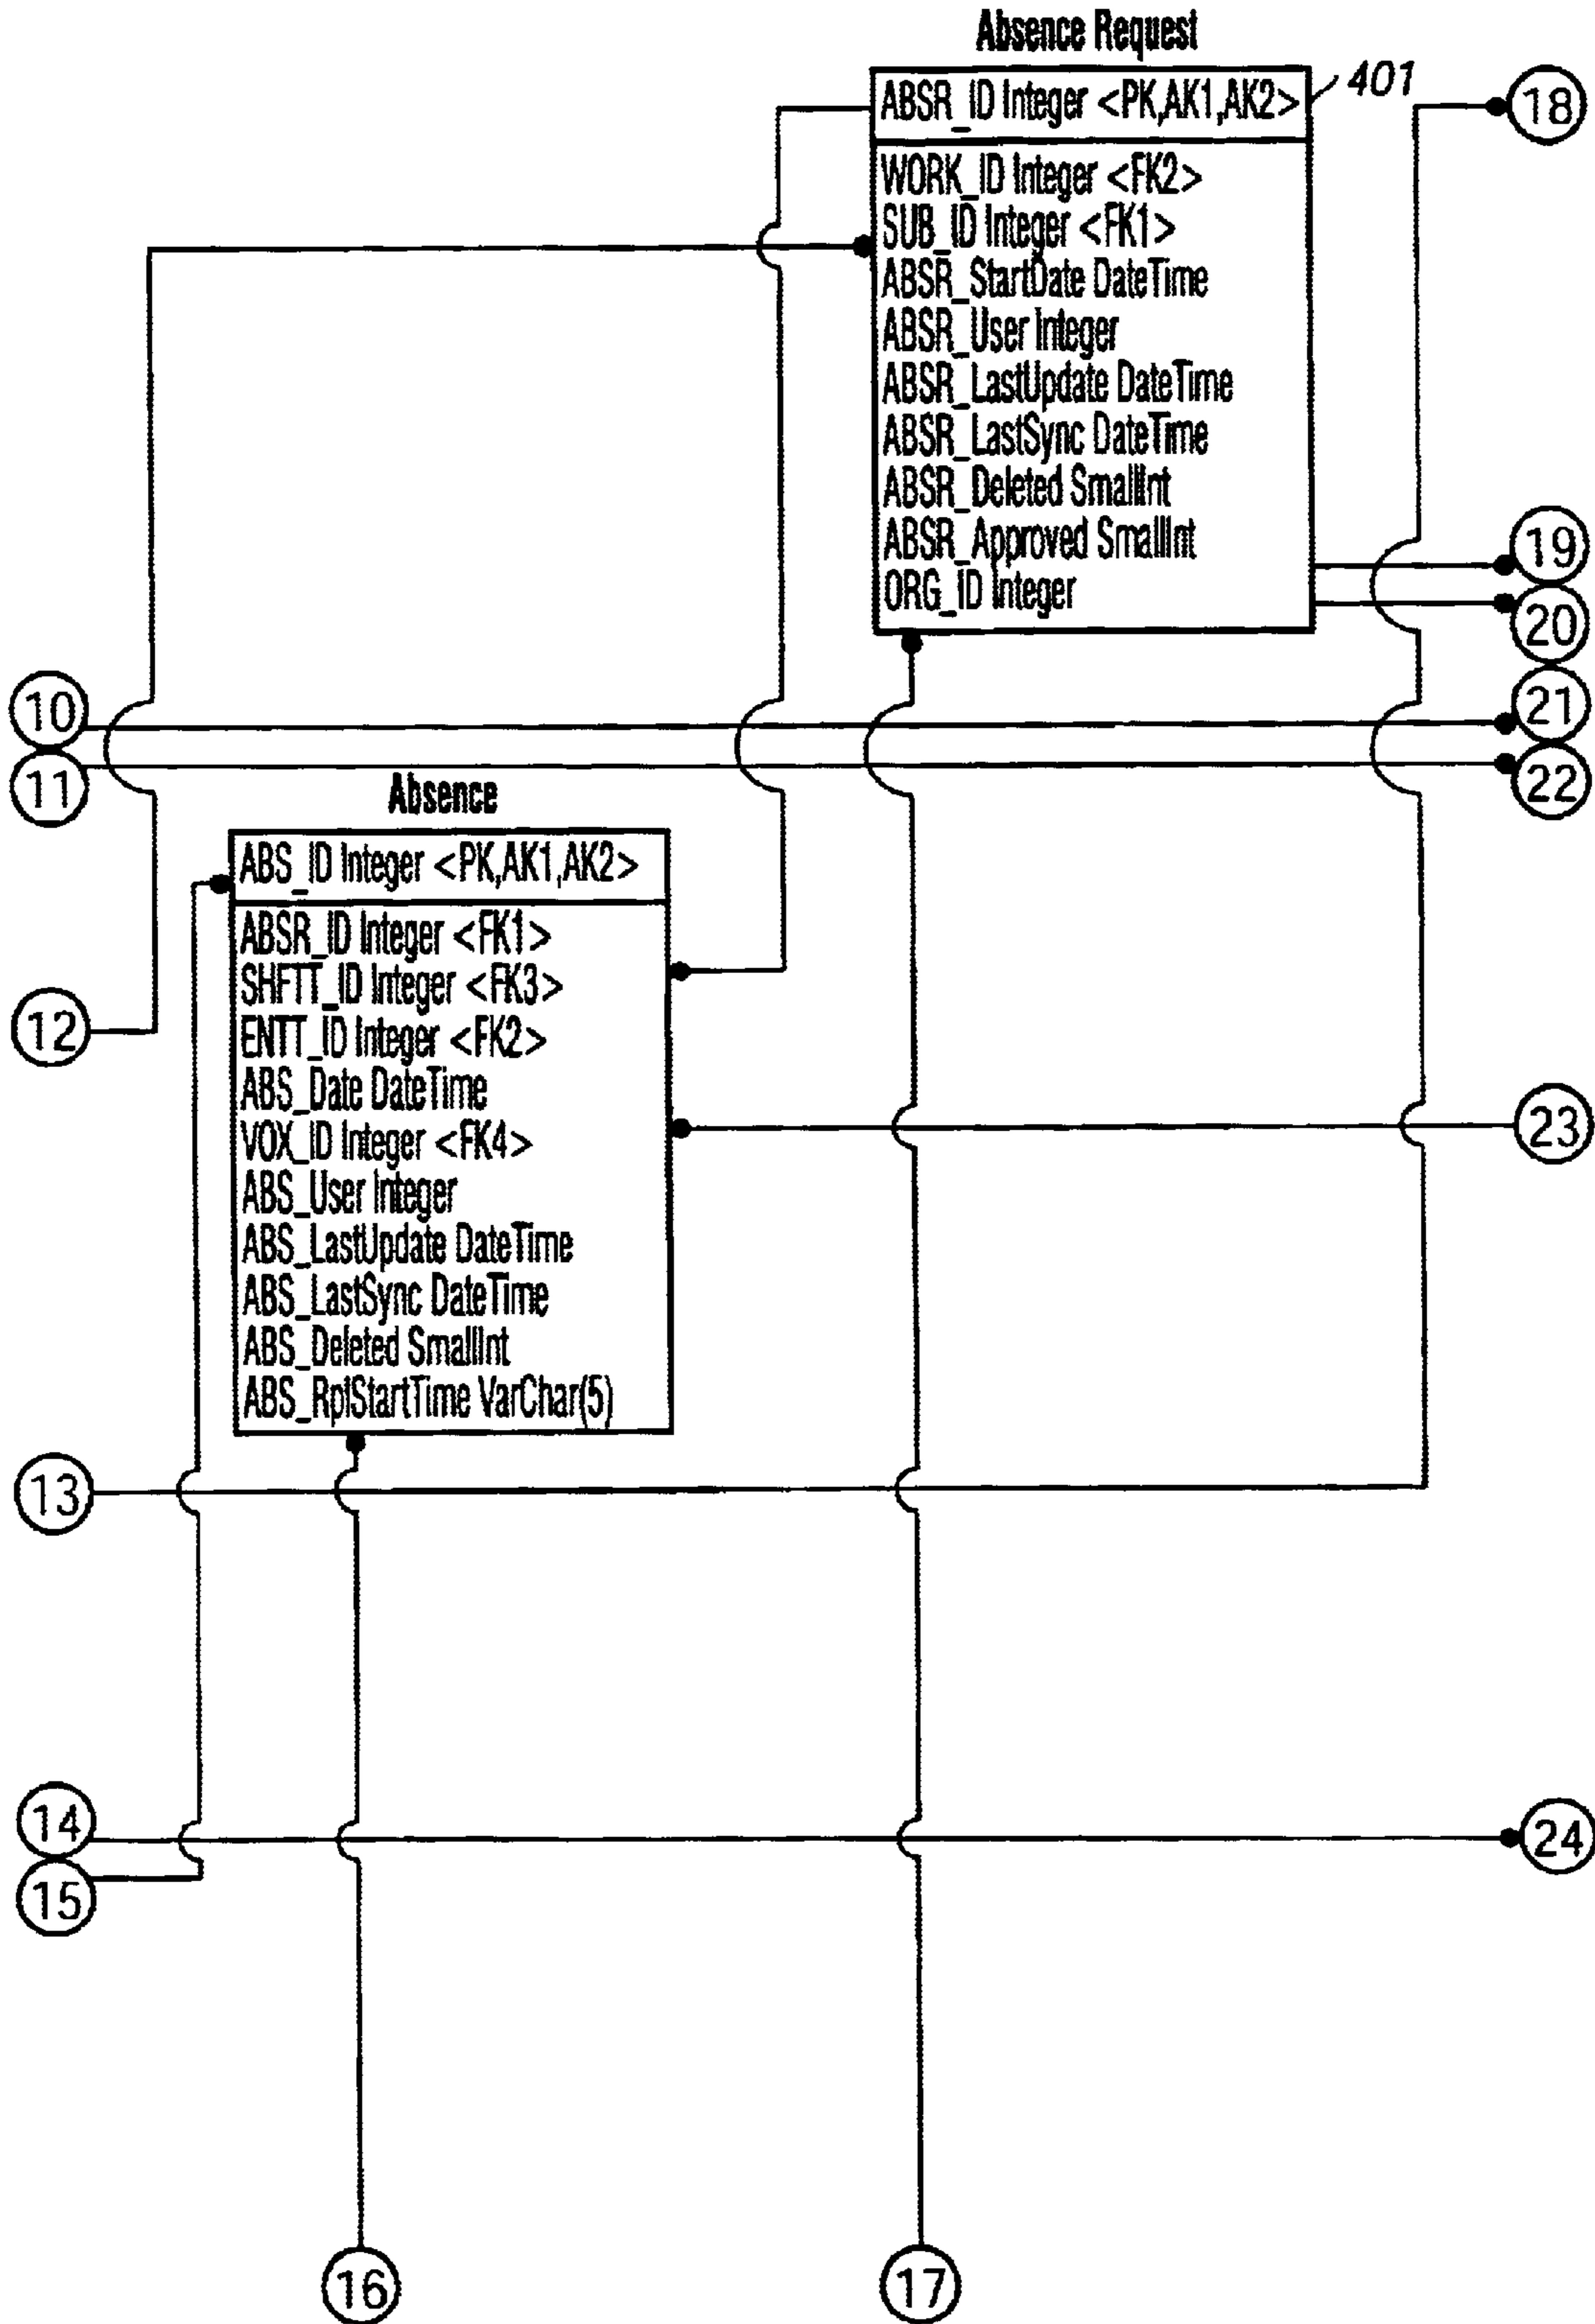 Absence Request
401
ABSR_ID Integer <PK,AK1,AK2>
WORK_ID Integer <FK2>
SUB_ID Integer <FK1>
ABSR_StartDate DateTime
ABSR_User Integer
ABSR_LastUpdate DateTime
ABSR_LastSync DateTime
ABSR_Deleted SmallInt
ABSR_Approved SmallInt
ORG_ID Integer
18
19
20
10
21
11
22
Absence
ABS_ID Integer <PK,AK1,AK2>
ABSR_ID Integer <FK1>
SHFTT_ID Integer <FK3>
ENTT_ID Integer <FK2>
ABS_Date DateTime
VOX_ID Integer <FK4>
ABS_User Integer
ABS_LastUpdate DateTime
ABS_LastSync DateTime
ABS_Deleted SmallInt
ABS_RplStartTime VarChar(5)
12
23
13
14
24
15
16
17